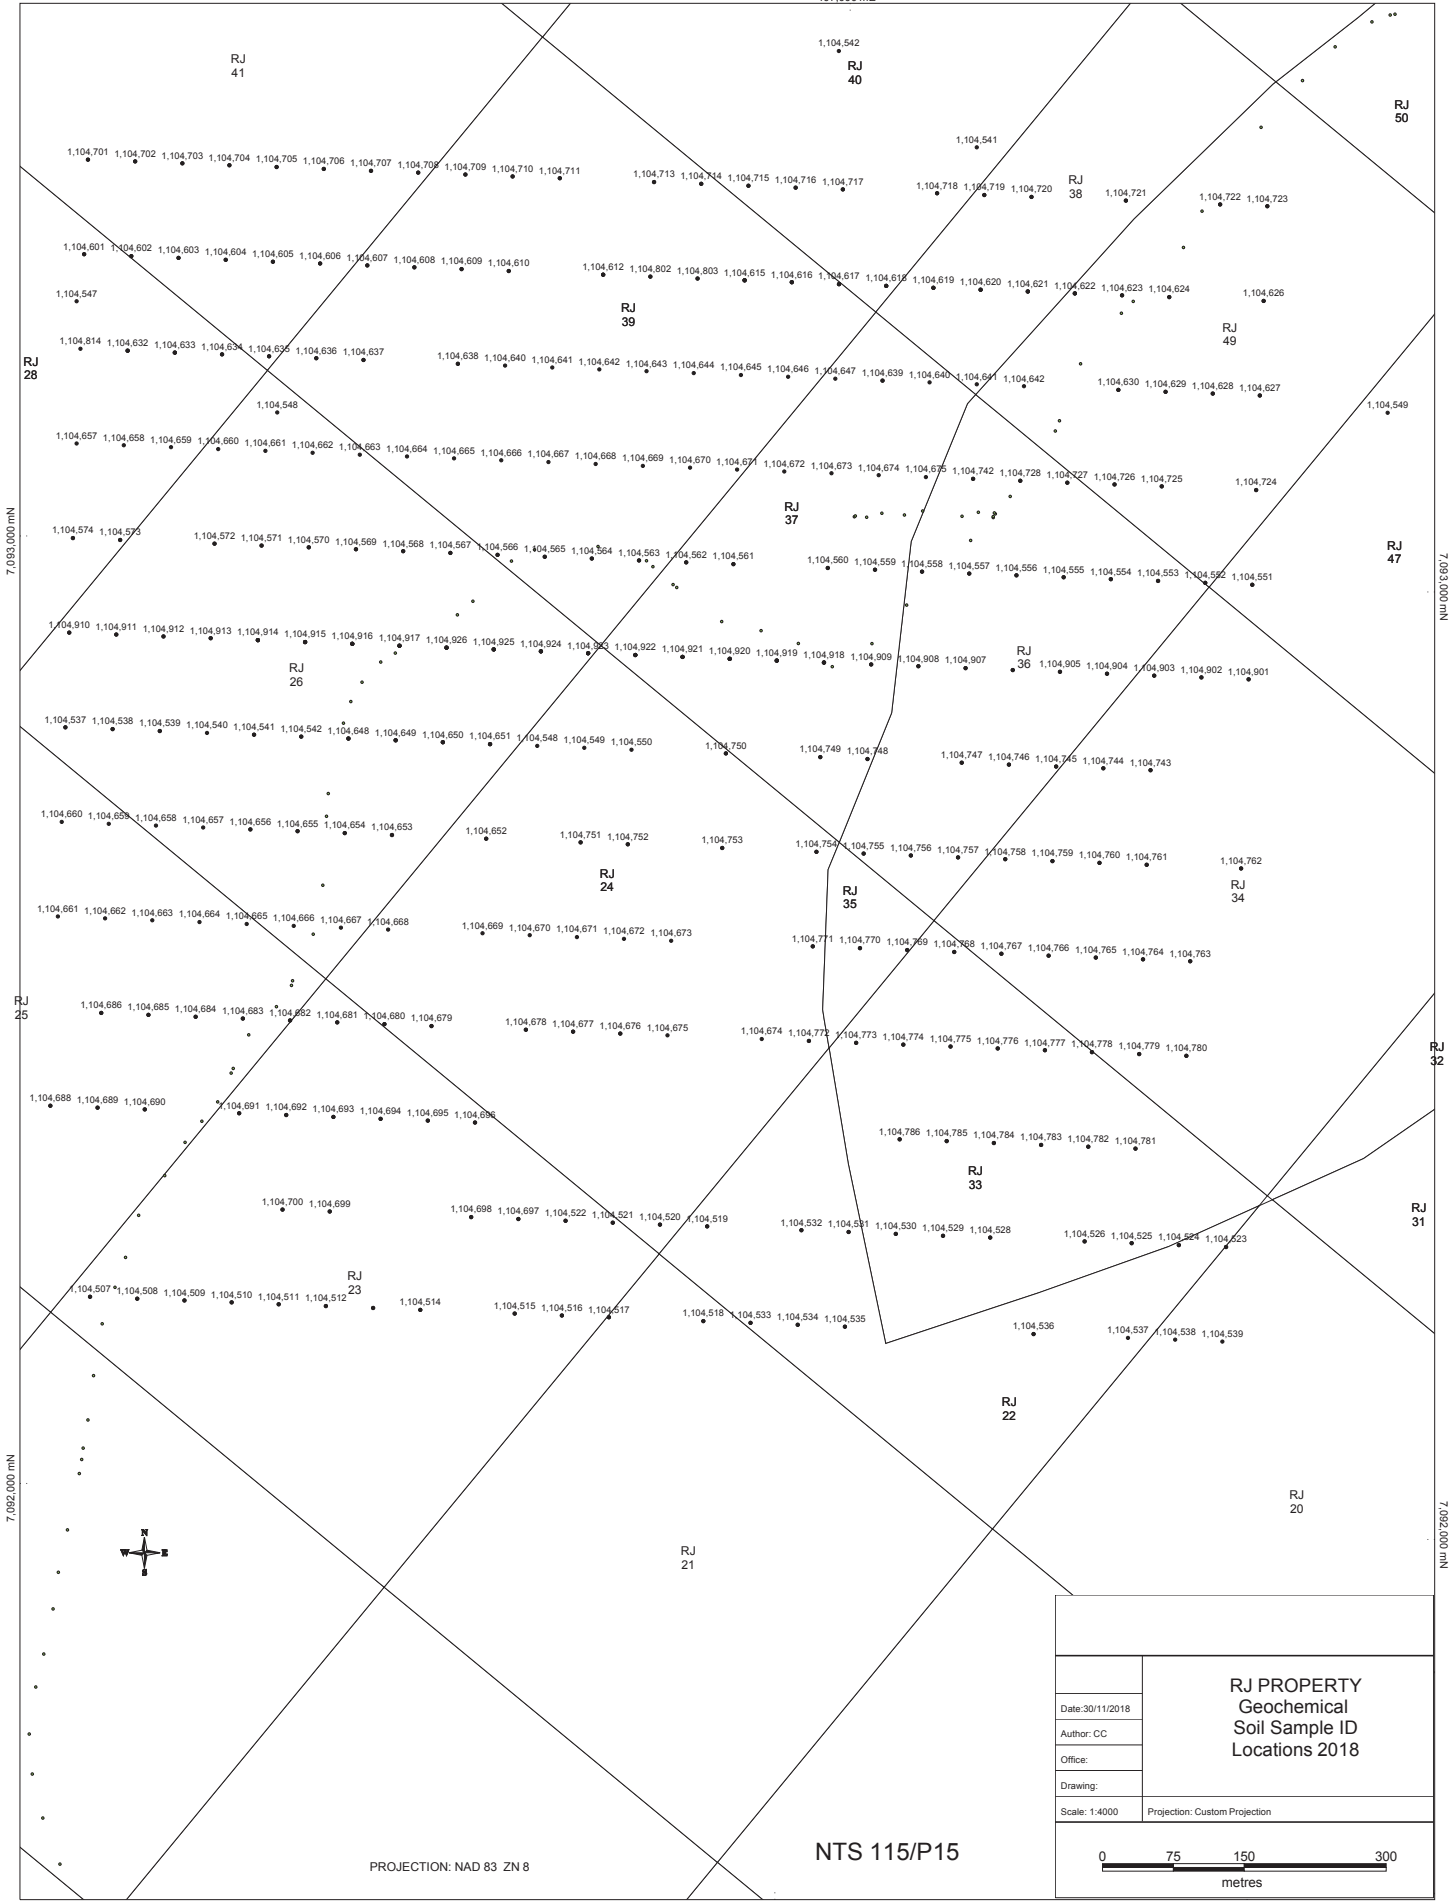 1,104,542
RJ
41
RJ
40
RJ
50
1,104,541
1,104,701 1,104,702 1,104,703 1,104,704 1,104,705 1,104,706 1,104,707 1,104,708 1,104,709 1,104,710 1,104,711 1,104,713 1,104,714 1,104,715 1,104,716 1,104,717 1,104,718 1,104,719 1,104,720 1,104,721 1,104,722 1,104,723
RJ
38
1,104,601 1,104,602 1,104,603 1,104,604 1,104,605 1,104,606 1,104,607 1,104,608 1,104,609 1,104,610 1,104,612 1,104,802 1,104,803 1,104,615 1,104,616 1,104,617 1,104,618 1,104,619 1,104,620 1,104,621 1,104,622 1,104,623 1,104,624 1,104,626
1,104,547
RJ
39
RJ
49
RJ
28
1,104,814 1,104,632 1,104,633 1,104,634 1,104,635 1,104,636 1,104,637 1,104,638 1,104,640 1,104,641 1,104,642 1,104,643 1,104,644 1,104,645 1,104,646 1,104,647 1,104,639 1,104,640 1,104,641 1,104,642 1,104,630 1,104,629 1,104,628 1,104,627
1,104,548
1,104,549
1,104,657 1,104,658 1,104,659 1,104,660 1,104,661 1,104,662 1,104,663 1,104,664 1,104,665 1,104,666 1,104,667 1,104,668 1,104,669 1,104,670 1,104,671 1,104,672 1,104,673 1,104,674 1,104,675 1,104,742 1,104,728 1,104,727 1,104,726 1,104,725 1,104,724
RJ
37
7,093,000 mN
7,093,000 mN
RJ
47
1,104,574 1,104,573 1,104,572 1,104,571 1,104,570 1,104,569 1,104,568 1,104,567 1,104,566 1,104,565 1,104,564 1,104,563 1,104,562 1,104,561 1,104,560 1,104,559 1,104,558 1,104,557 1,104,556 1,104,555 1,104,554 1,104,553 1,104,552 1,104,551
1,104,910 1,104,911 1,104,912 1,104,913 1,104,914 1,104,915 1,104,916 1,104,917 1,104,926 1,104,925 1,104,924 1,104,923 1,104,922 1,104,921 1,104,920 1,104,919 1,104,918 1,104,909 1,104,908 1,104,907 1,104,905 1,104,904 1,104,903 1,104,902 1,104,901
RJ
26
RJ
36
1,104,537 1,104,538 1,104,539 1,104,540 1,104,541 1,104,542 1,104,648 1,104,649 1,104,650 1,104,651 1,104,548 1,104,549 1,104,550 1,104,750 1,104,749 1,104,748 1,104,747 1,104,746 1,104,745 1,104,744 1,104,743
1,104,660 1,104,659 1,104,658 1,104,657 1,104,656 1,104,655 1,104,654 1,104,653 1,104,652 1,104,751 1,104,752 1,104,753 1,104,754 1,104,755 1,104,756 1,104,757 1,104,758 1,104,759 1,104,760 1,104,761 1,104,762
RJ
24
RJ
35
RJ
34
1,104,661 1,104,662 1,104,663 1,104,664 1,104,665 1,104,666 1,104,667 1,104,668 1,104,669 1,104,670 1,104,671 1,104,672 1,104,673 1,104,771 1,104,770 1,104,769 1,104,768 1,104,767 1,104,766 1,104,765 1,104,764 1,104,763
RJ
25
1,104,686 1,104,685 1,104,684 1,104,683 1,104,682 1,104,681 1,104,680 1,104,679 1,104,678 1,104,677 1,104,676 1,104,675 1,104,674 1,104,772 1,104,773 1,104,774 1,104,775 1,104,776 1,104,777 1,104,778 1,104,779 1,104,780
RJ
32
1,104,688 1,104,689 1,104,690 1,104,691 1,104,692 1,104,693 1,104,694 1,104,695 1,104,696 1,104,786 1,104,785 1,104,784 1,104,783 1,104,782 1,104,781
RJ
33
RJ
31
1,104,700 1,104,699 1,104,698 1,104,697 1,104,522 1,104,521 1,104,520 1,104,519 1,104,532 1,104,531 1,104,530 1,104,529 1,104,528 1,104,526 1,104,525 1,104,524 1,104,523
RJ
23
1,104,507 1,104,508 1,104,509 1,104,510 1,104,511 1,104,512 1,104,514 1,104,515 1,104,516 1,104,517 1,104,518 1,104,533 1,104,534 1,104,535 1,104,536 1,104,537 1,104,538 1,104,539
RJ
22
7,092,000 mN
7,092,000 mN
RJ
20
RJ
21
N
W E
S
RJ PROPERTY
Geochemical
Soil Sample ID
Locations 2018
Date:30/11/2018
Author: CC
Office:
Drawing:
Scale: 1:4000 Projection: Custom Projection
NTS 115/P15
PROJECTION: NAD 83 ZN 8
0 75 150 300
metres